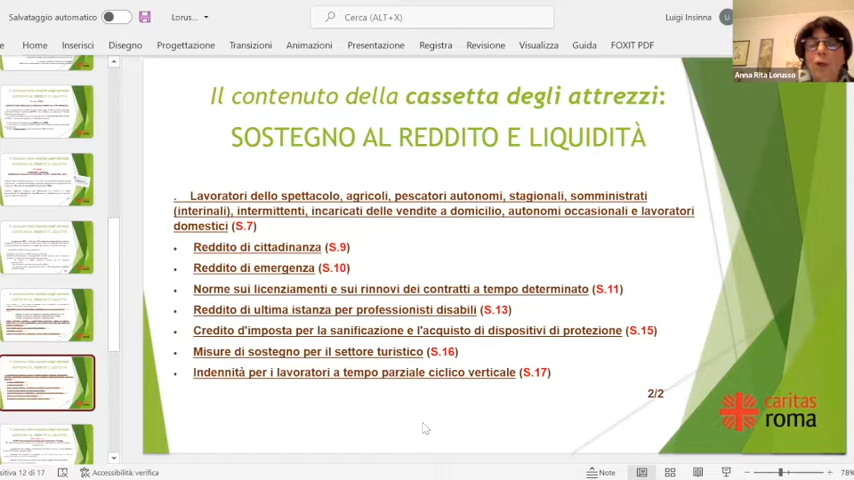 Salvataggio automatico
Lorus...
Cerca (ALT+X)
Luigi Insinna
LI
Home Inserisci Disegno Progettazione Transizioni Animazioni Presentazione Registra Revisione Visualizza Guida FOXIT PDF
Anna Rita Lorusso
Il contenuto della cassetta degli attrezzi:
SOSTEGNO AL REDDITO E LIQUIDITÀ
. Lavoratori dello spettacolo, agricoli, pescatori autonomi, stagionali, somministrati
(interinali), intermittenti, incaricati delle vendite a domicilio, autonomi occasionali e lavoratori
domestici (S.7)
• Reddito di cittadinanza (S.9)
• Reddito di emergenza (S.10)
• Norme sui licenziamenti e sui rinnovi dei contratti a tempo determinato (S.11)
• Reddito di ultima istanza per professionisti disabili (S.13)
• Credito d'imposta per la sanificazione e l'acquisto di dispositivi di protezione (S.15)
• Misure di sostegno per il settore turistico (S.16)
• Indennità per i lavoratori a tempo parziale ciclico verticale (S.17)
2/2
caritas
roma
sitiva 12 di 17
Accessibilità: verifica
Note
78%